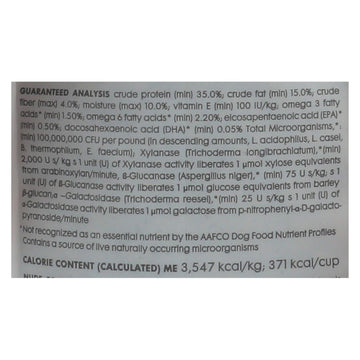 GUARANTEED ANALYSIS crude protein (min) 35.0%, crude fat (min) 15.0%, crude
fiber (max) 4.0%, moisture (max) 10.0%, vitamin E (min) 100 IU/kg, omega 3 fatty
acids* (min) 1.50%, omega 6 fatty acids* (min) 2.20%, eicosapentaenoic acid (EPA)*
(min) 0.50%, docosahexaenoic acid (DHA)* (min) 0.05% Total Microorganisms,*:
(min) 100,000,000 CFU per pound (in descending amounts, L. acidophilus, L. casei,
B. thermophilum, E. faecium); Xylanase (Trichoderma longibrachiatum),*(min)
2,000 U s/ kg s 1 unit (U) of Xylanase activity liberates 1 μmol xylose equivalents
from arabinoxylan/minute, ß-Glucanase (Aspergillus niger),* (min) 75 U s/kg, s 1
unit (U) of ß-Glucanase activity liberates 1 μmol glucose equivalents from barley
β-glucan,α –Galactosidase (Trichoderma reesei),*(min) 25 U s/kg s 1 unit of
α-Galactosidase activity liberates 1 μmol galactose from p-nitrophenyl-α-D-galacto-
pyranoside/minute
*Not recognized as an essential nutrient by the AAFCO Dog Food Nutrient Profiles
Contains a source of live naturally occurring microorganisms
CALORIE CONTENT (CALCULATED) ME 3,547 kcal/kg; 371 kcal/cup